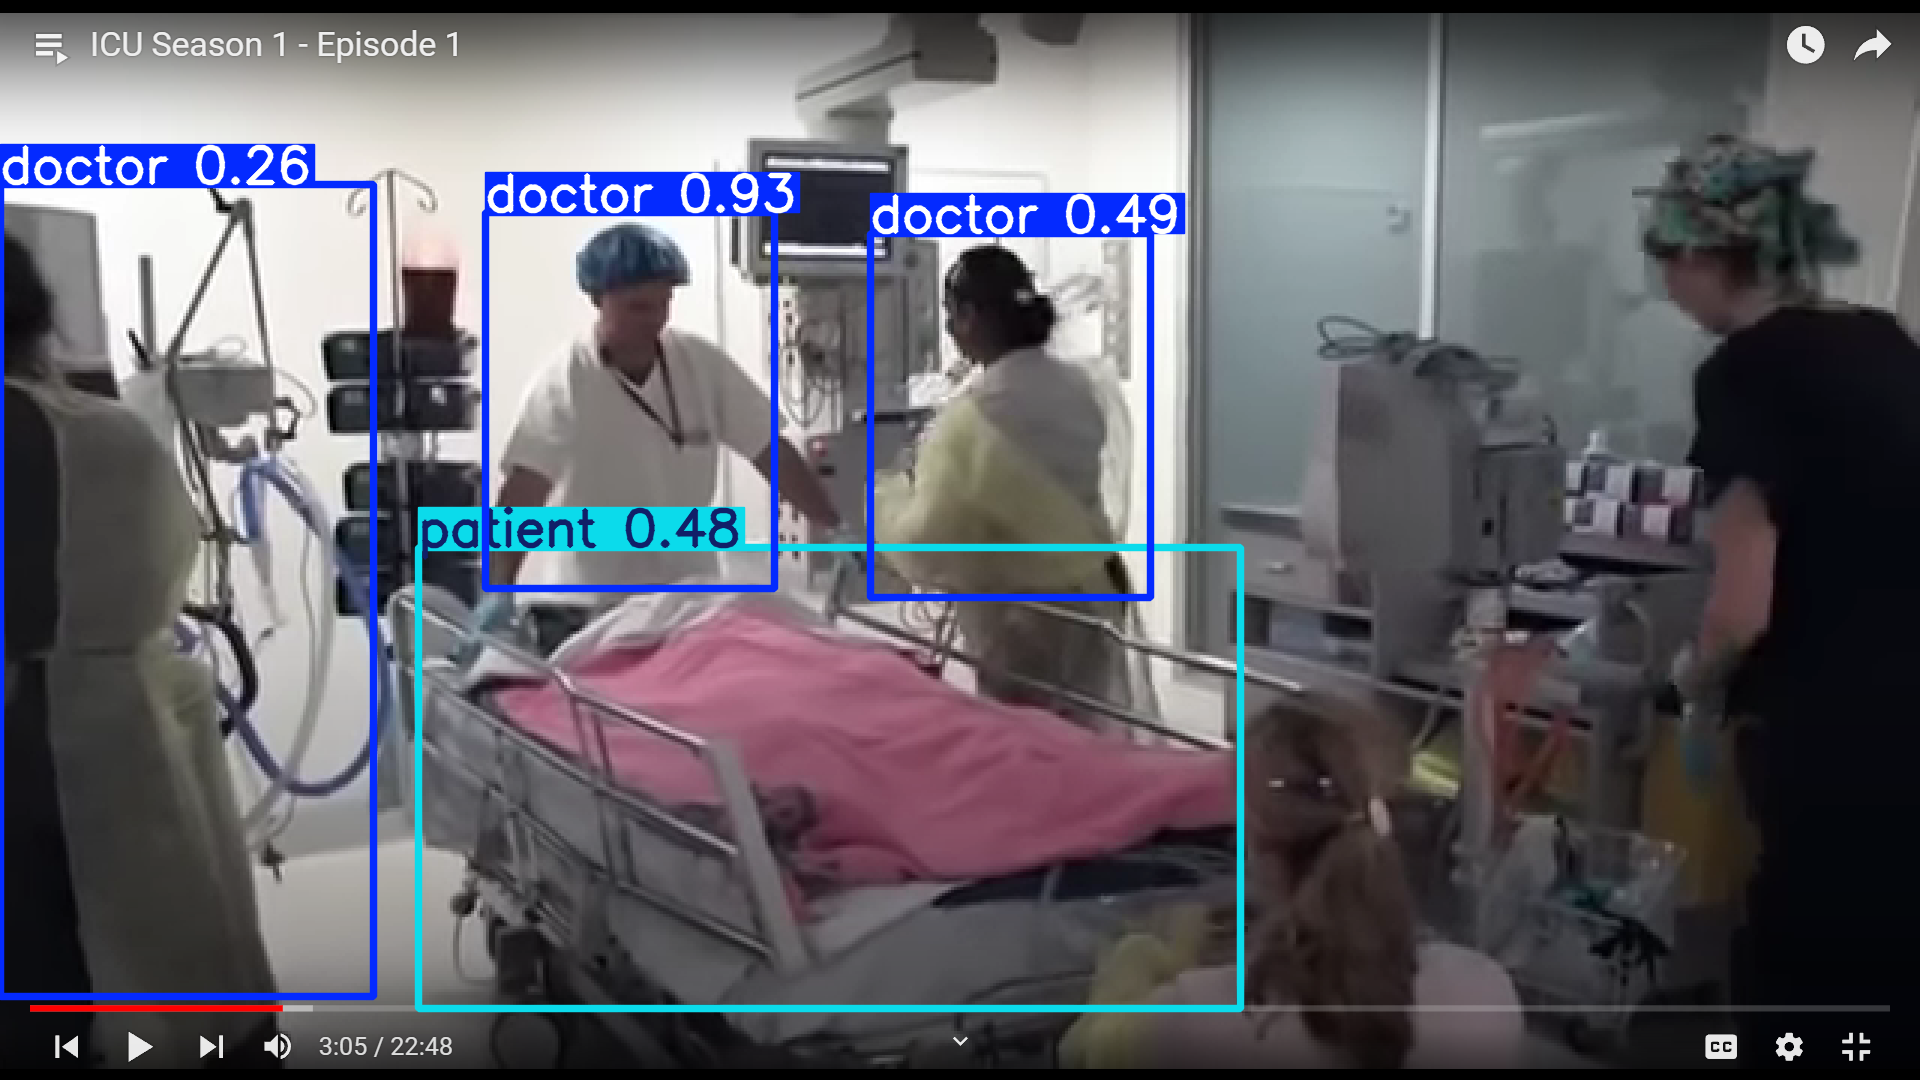 ICU Season 1 - Episode 1
doctor 0.26
doctor 0.93
doctor 0.49
patient 0.48
3:05 / 22:48
CC